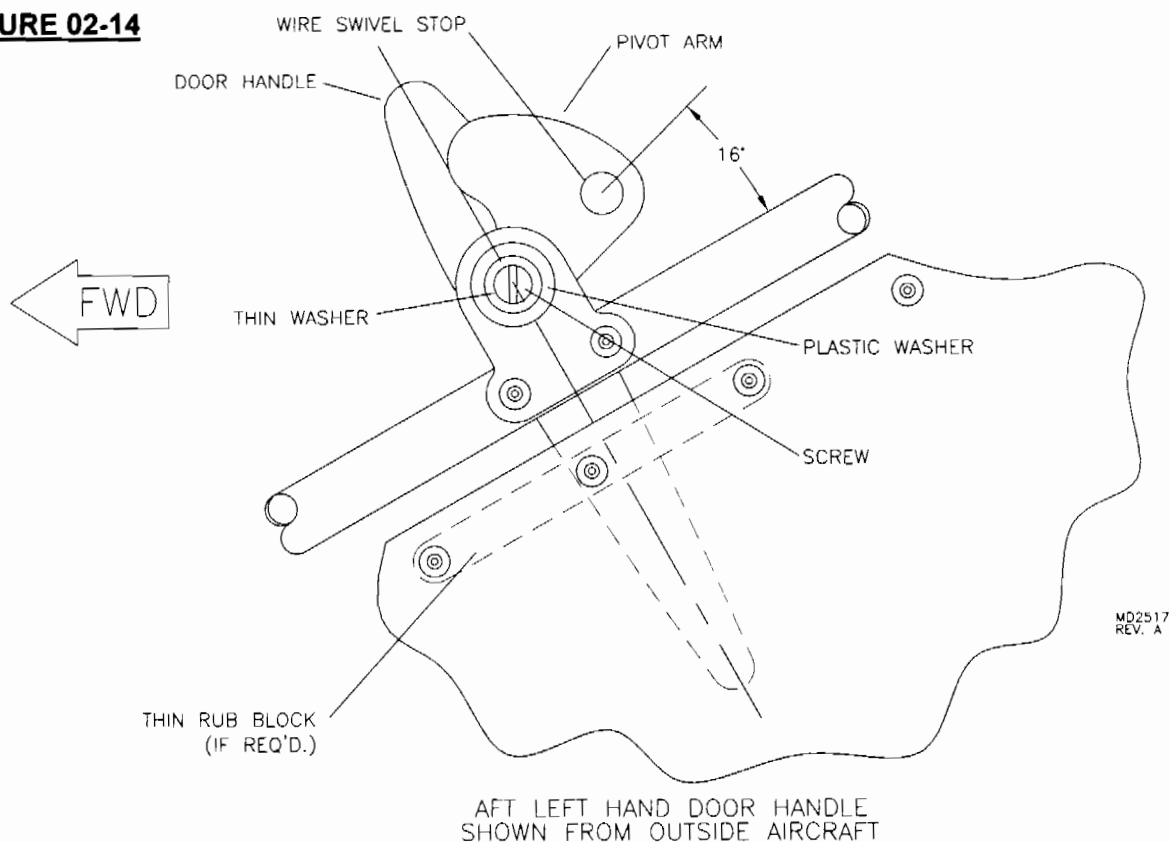 URE 02-14
WIRE SWIVEL STOP
PIVOT ARM
DOOR HANDLE
16°
FWD
THIN WASHER
PLASTIC WASHER
SCREW
MD2517
REV. A
THIN RUB BLOCK
(IF REQ'D.)
AFT LEFT HAND DOOR HANDLE
SHOWN FROM OUTSIDE AIRCRAFT